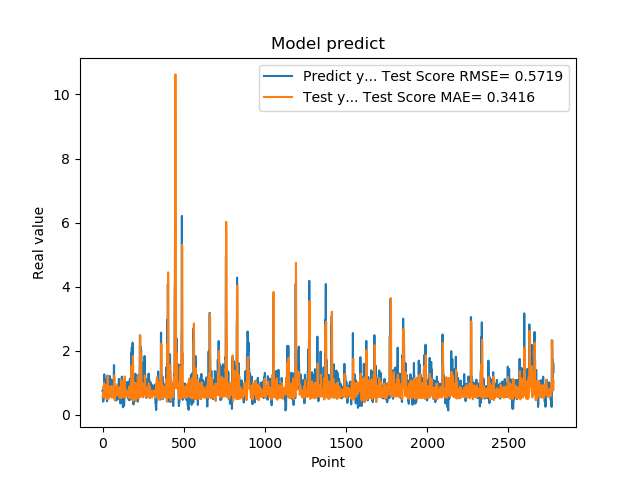 Model predict
Predict y... Test Score RMSE= 0.5719
Test y... Test Score MAE= 0.3416
10
8
6
4
2
0
Real value
0 500 1000 1500 2000 2500
Point